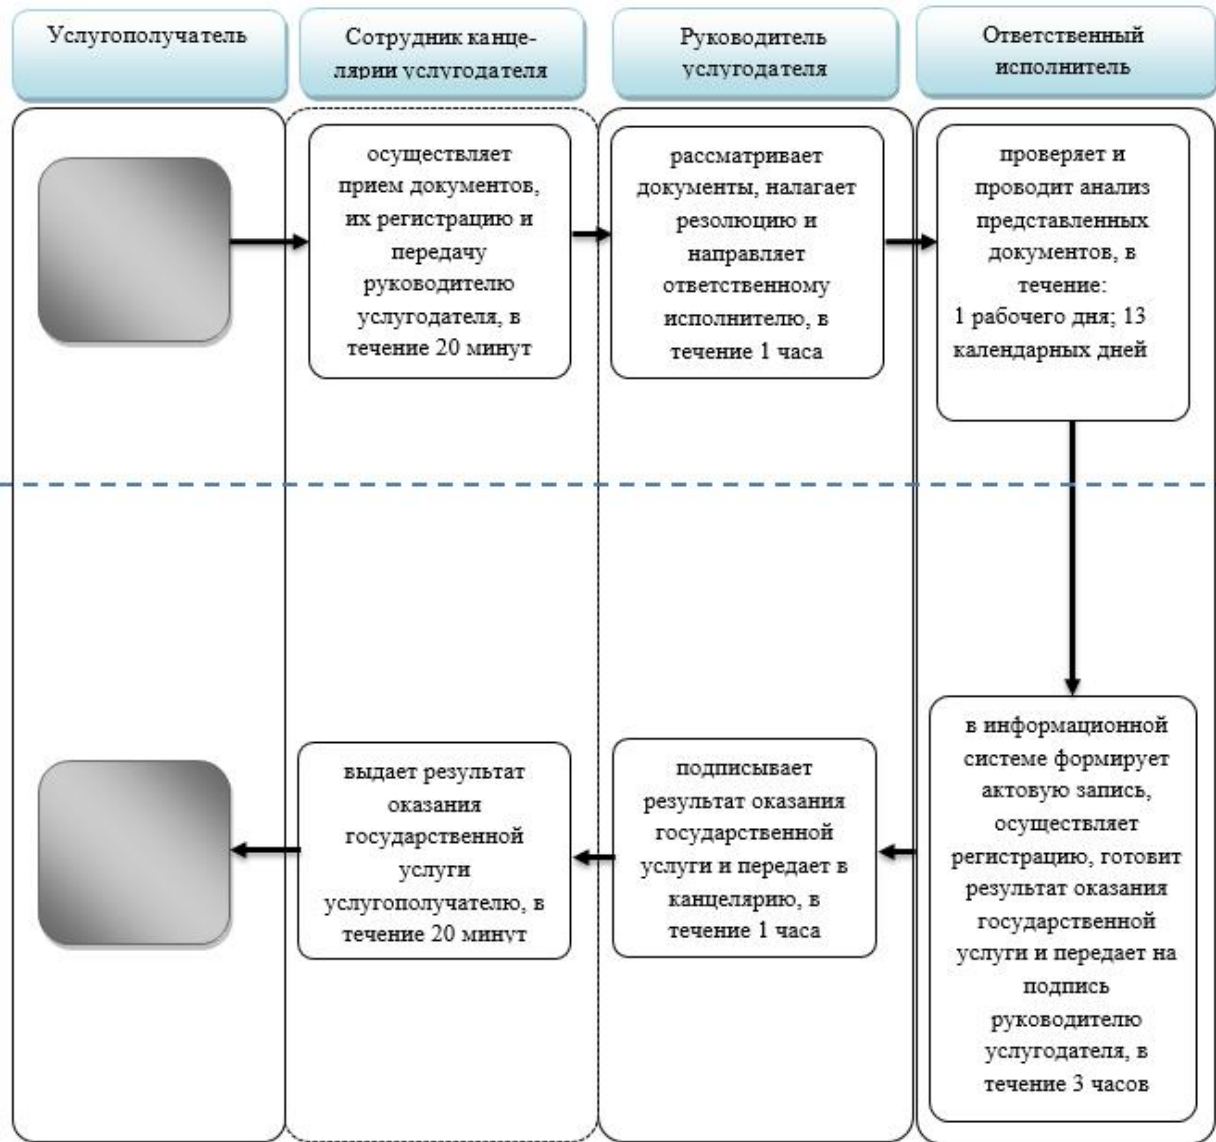 Услугополучатель
Сотрудник канце-
лярии услугодателя
Руководитель
услугодателя
Ответственный
исполнитель
осуществляет
прием документов,
их регистрацию и
передачу
руководителю
услугодателя, в
течение 20 минут
рассматривает
документы, налагает
резолюцию и
направляет
ответственному
исполнителю, в
течение 1 часа
проверяет и
проводит анализ
представленных
документов, в
течение:
1 рабочего дня; 13
календарных дней
в информационной
системе формирует
актовую запись,
осуществляет
регистрацию, готовит
результат оказания
государственной
услуги и передает на
подпись
руководителю
услугодателя, в
течение 3 часов
подписывает
результат оказания
государственной
услуги и передает в
канцелярию, в
течение 1 часа
выдает результат
оказания
государственной
услуги
услугополучателю, в
течение 20 минут